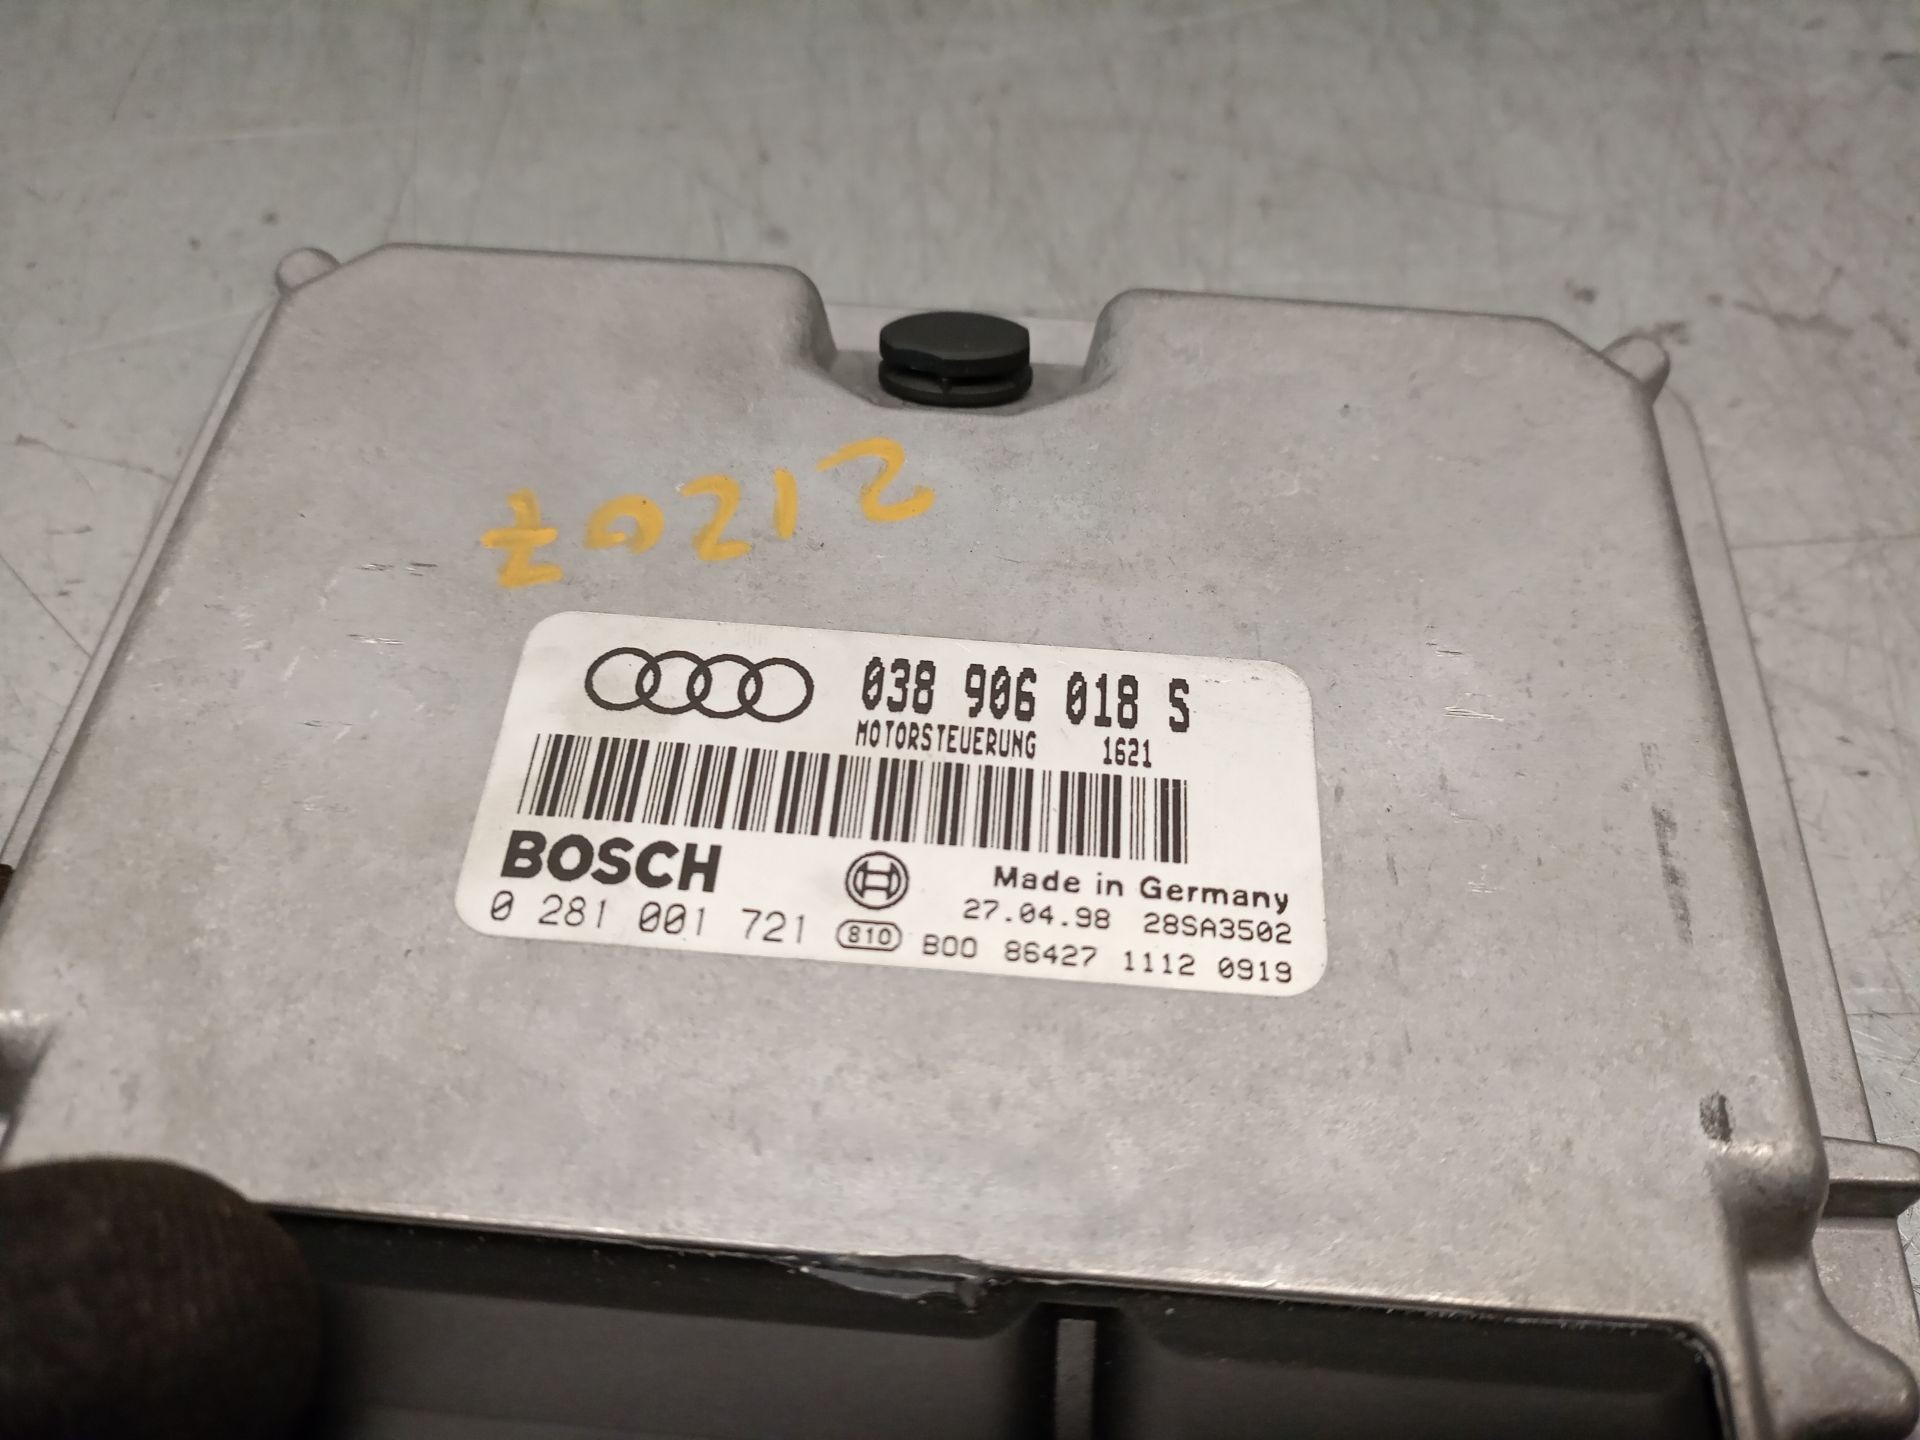 21207
038 906 018 S
MOTORSTEUERUNG 1621
BOSCH
Made in Germany
0 281 001 721
27.04.98 28SA3502
810 B00 86427 1112 0919